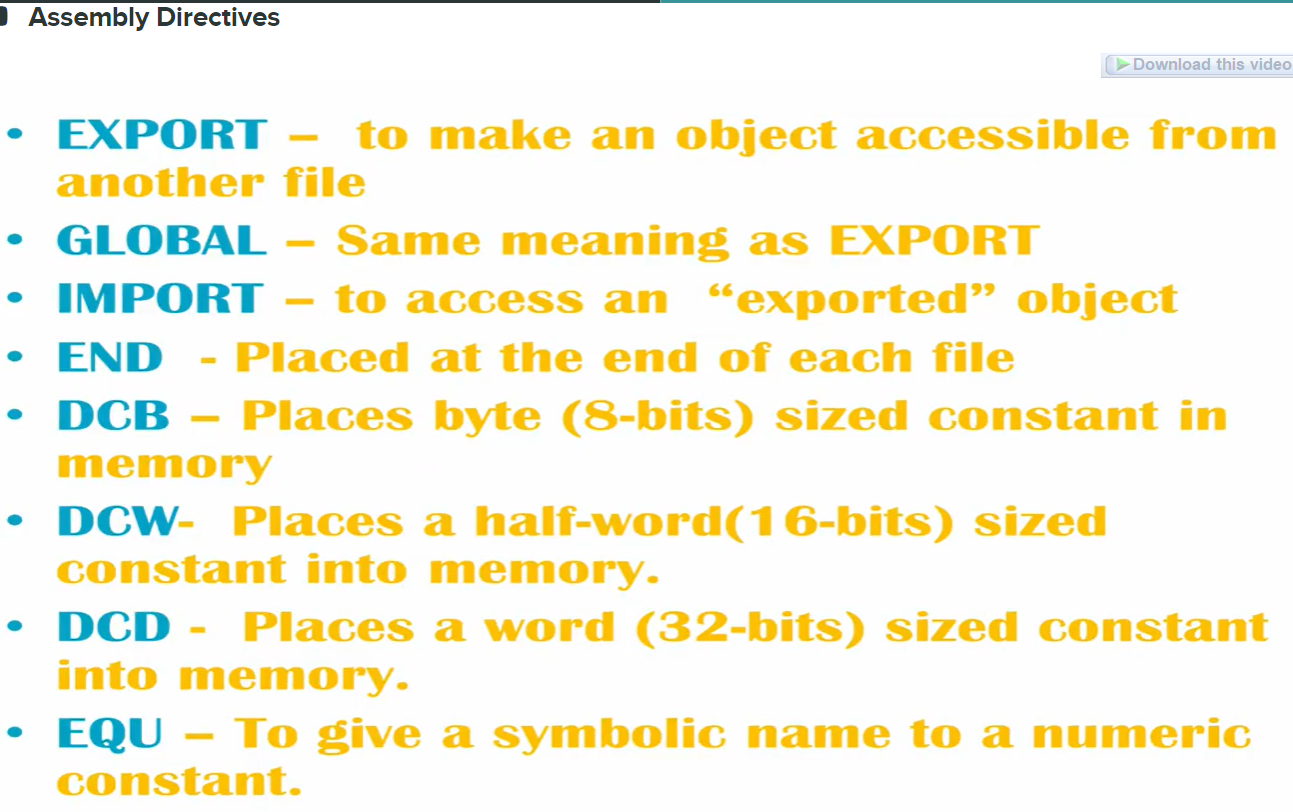 Assembly Directives
Download this video
• EXPORT – to make an object accessible from
another file
• GLOBAL – Same meaning as EXPORT
• IMPORT – to access an “exported” object
• END - Placed at the end of each file
• DCB – Places byte (8-bits) sized constant in
memory
• DCW- Places a half-word(16-bits) sized
constant into memory.
• DCD - Places a word (32-bits) sized constant
into memory.
• EQU – To give a symbolic name to a numeric
constant.